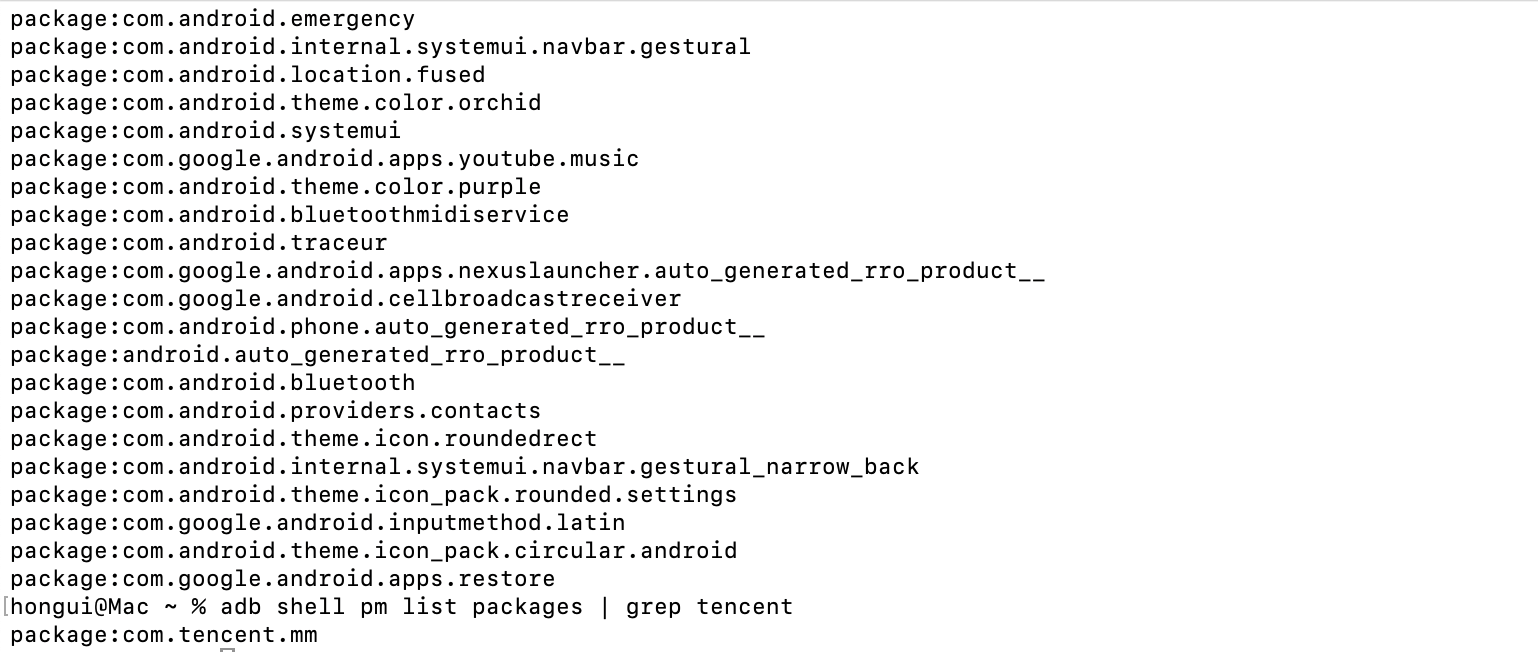 package:com.android.emergency
package:com.android.internal.systemui.navbar.gestural
package:com.android.location.fused
package:com.android.theme.color.orchid
package:com.android.systemui
package:com.google.android.apps.youtube.music
package:com.android.theme.color.purple
package:com.android.bluetoothmidiservice
package:com.android.traceur
package:com.google.android.apps.nexuslauncher.auto_generated_rro_product__
package:com.google.android.cellbroadcastreceiver
package:com.android.phone.auto_generated_rro_product__
package:android.auto_generated_rro_product__
package:com.android.bluetooth
package:com.android.providers.contacts
package:com.android.theme.icon.roundedrect
package:com.android.internal.systemui.navbar.gestural_narrow_back
package:com.android.theme.icon_pack.rounded.settings
package:com.google.android.inputmethod.latin
package:com.android.theme.icon_pack.circular.android
package:com.google.android.apps.restore
[hongui@Mac ~ % adb shell pm list packages | grep tencent
package:com.tencent.mm